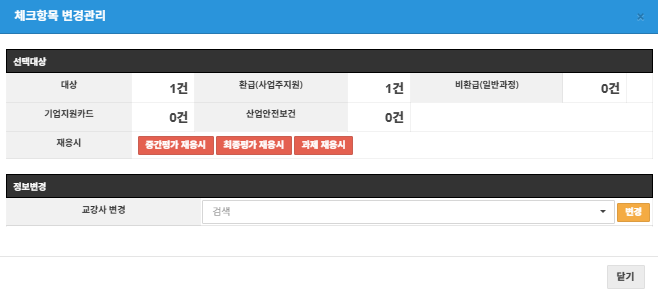 체크항목 변경관리 ×
선택대상
대상 1건 환급(사업주지원) 1건 비환급(일반과정) 0건
기업지원카드 0건 산업안전보건 0건
재응시 중간평가 재응시 최종평가 재응시 과제 재응시
정보변경
교강사 변경 검색 변경
닫기